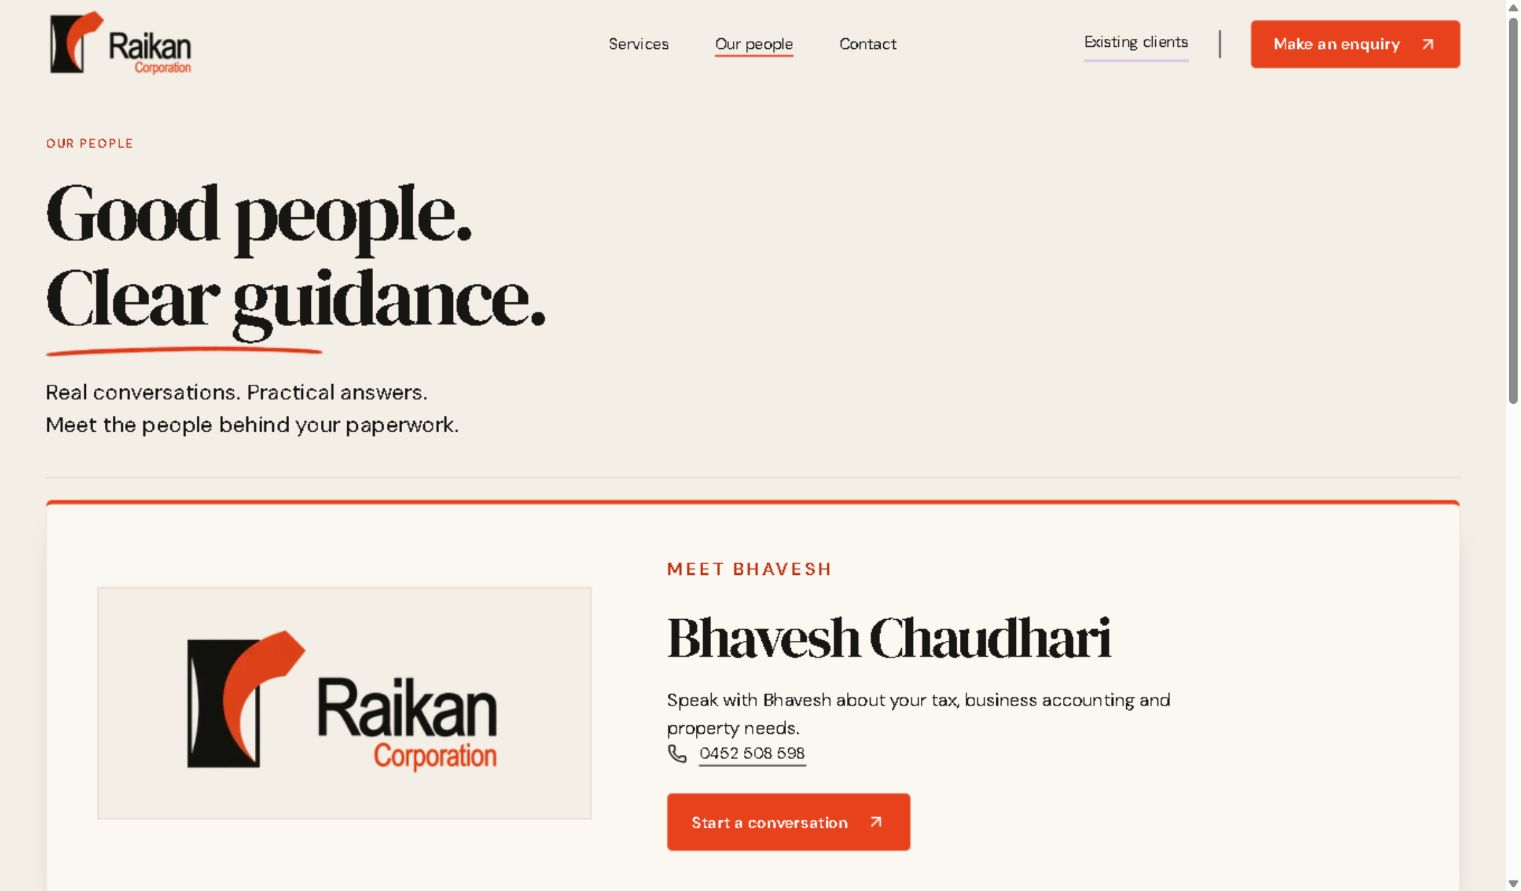 Raikan
Corporation
Services
Our people
Contact
Existing clients
Make an enquiry
OUR PEOPLE
Good people.
Clear guidance.
Real conversations. Practical answers.
Meet the people behind your paperwork.
Raikan
Corporation
MEET BHAVESH
Bhavesh Chaudhari
Speak with Bhavesh about your tax, business accounting and
property needs.
0452 508 598
Start a conversation